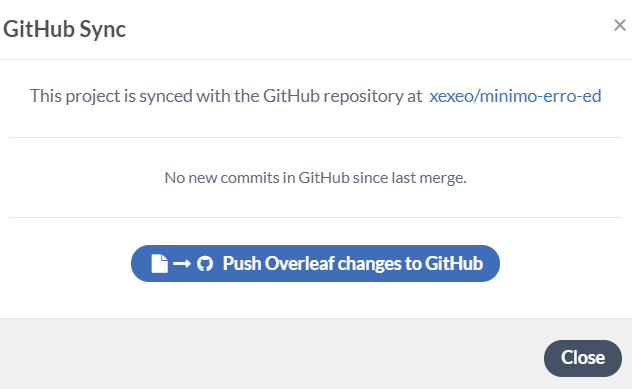 GitHub Sync
×
This project is synced with the GitHub repository at xexeo/minimo-erro-ed
No new commits in GitHub since last merge.
Push Overleaf changes to GitHub
Close